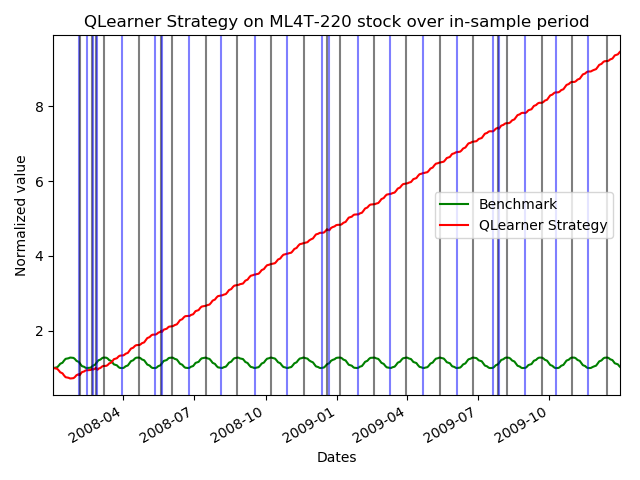 QLearner Strategy on ML4T-220 stock over in-sample period
Normalized value
8
6
4
2
Benchmark
QLearner Strategy
2008-04
2008-07
2008-10
2009-01
2009-04
2009-07
2009-10
Dates